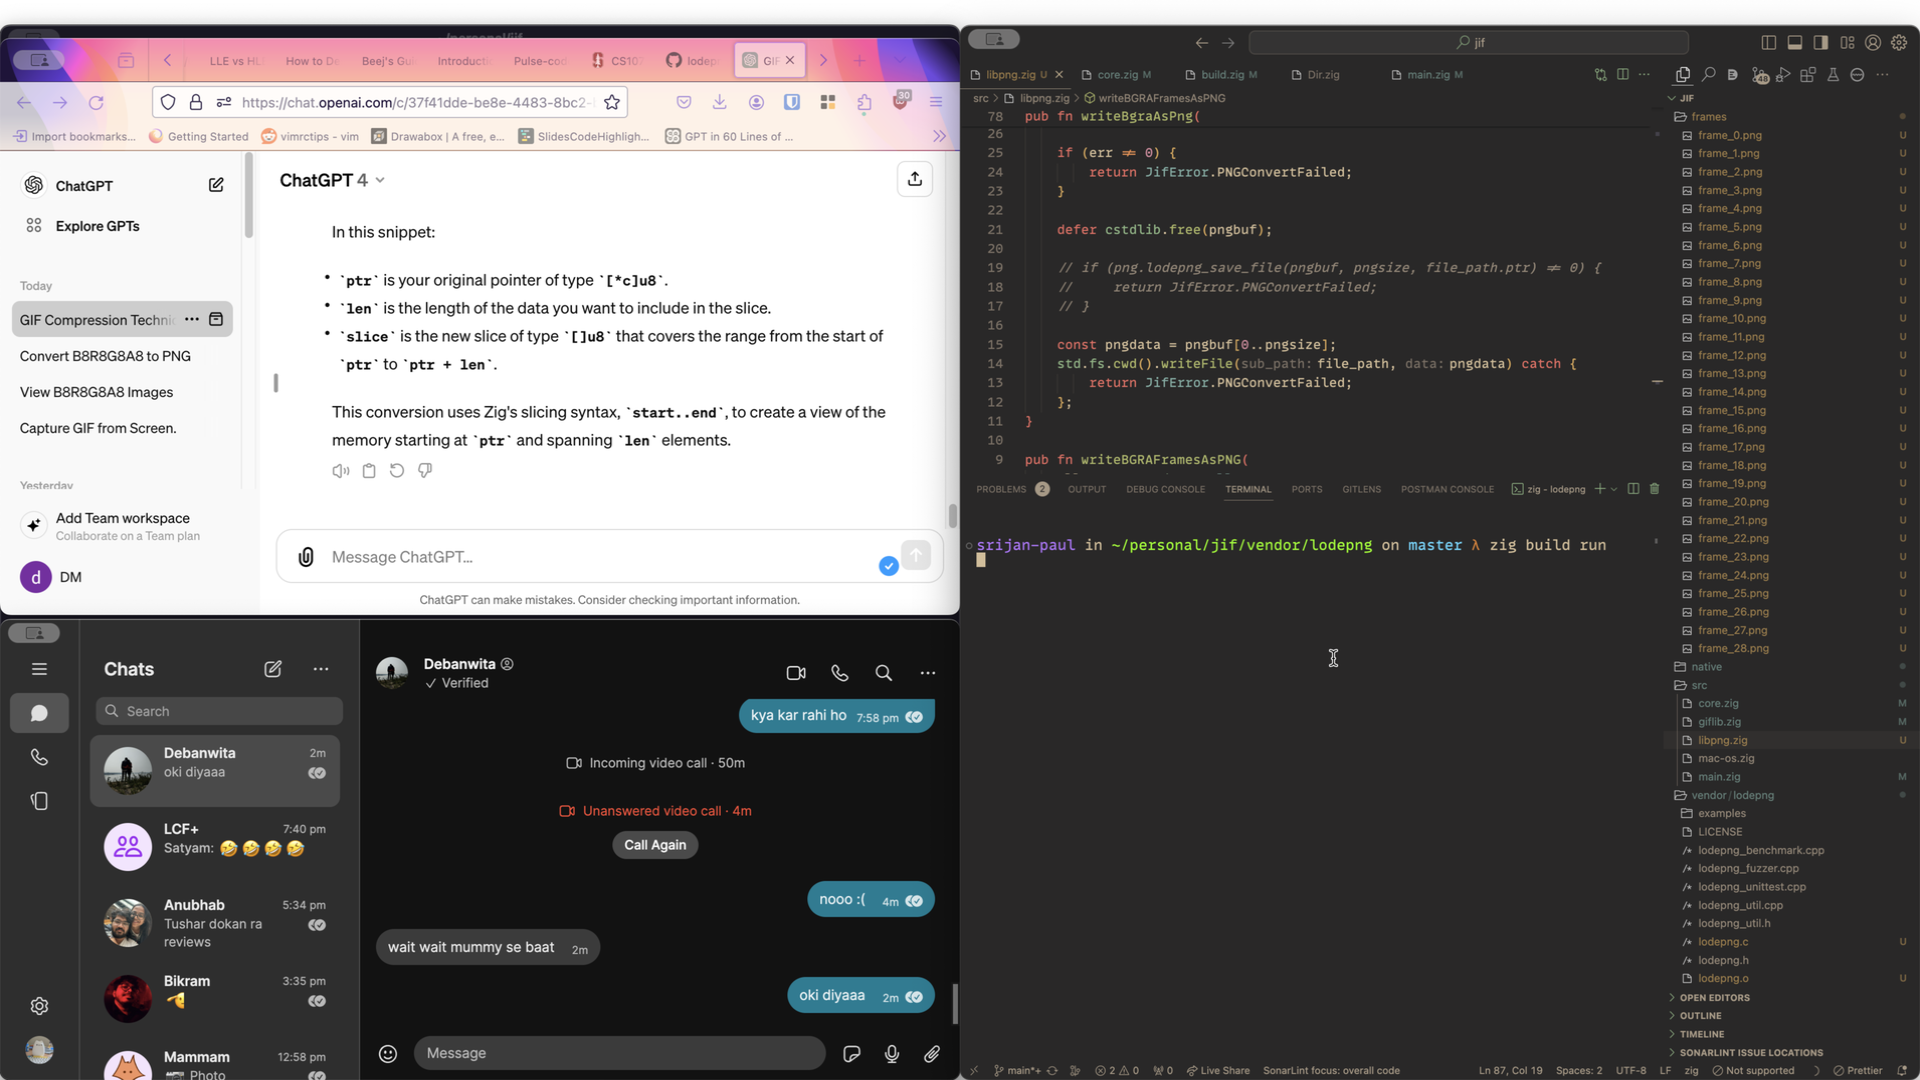 LLE vs HL
How to De
Beej's Gu
Introducti
Pulse-cod
CS107
lodep
GIF
https://chat.openai.com/c/37f41dde-be8e-4483-8bc2-
30
Import bookmarks...
Getting Started
vimrctips - vim
Drawabox | A free, e...
SlidesCodeHighligh...
GPT in 60 Lines of ...
ChatGPT
Explore GPTs
Today
GIF Compression Techni
Convert B8R8G8A8 to PNG
View B8R8G8A8 Images
Capture GIF from Screen.
Yesterday
Add Team workspace
Collaborate on a Team plan
d DM
ChatGPT 4
In this snippet:
• `ptr` is your original pointer of type `[*c]u8`.
• `len` is the length of the data you want to include in the slice.
• `slice` is the new slice of type `[]u8` that covers the range from the start of
`ptr` to `ptr + len`.
This conversion uses Zig's slicing syntax, `start..end`, to create a view of the
memory starting at `ptr` and spanning `len` elements.
Message ChatGPT...
ChatGPT can make mistakes. Consider checking important information.
Chats
Search
Debanwita 2m
oki diyaaa
LCF+ 7:40 pm
Satyam: 🤣 🤣 🤣 🤣
Anubhab 5:34 pm
Tushar dokan ra
reviews
Bikram 3:35 pm
Mammam 12:58 pm
Photo
Debanwita
✓ Verified
kya kar rahi ho 7:58 pm
Incoming video call · 50m
Unanswered video call · 4m
Call Again
nooo :( 4m
wait wait mummy se baat 2m
oki diyaaa 2m
Message
jif
libpng.zig U
core.zig M
build.zig M
Dir.zig
main.zig M
src > libpng.zig > writeBGRAFramesAsPNG
78 pub fn writeBgraAsPng(
26
25 if (err ≠ 0) {
24 return JifError.PNGConvertFailed;
23 }
22
21 defer cstdlib.free(pngbuf);
20
19 // if (png.lodepng_save_file(pngbuf, pngsize, file_path.ptr) ≠ 0) {
18 // return JifError.PNGConvertFailed;
17 // }
16
15 const pngdata = pngbuf[0..pngsize];
14 std.fs.cwd().writeFile(sub_path: file_path, data: pngdata) catch {
13 return JifError.PNGConvertFailed;
12 };
11 }
10
9 pub fn writeBGRAFramesAsPNG(
PROBLEMS 2 OUTPUT DEBUG CONSOLE TERMINAL PORTS GITLENS POSTMAN CONSOLE zig - lodepng
srijan-paul in ~/personal/jif/vendor/lodepng on master λ zig build run
JIF
frames
frame_0.png U
frame_1.png U
frame_2.png U
frame_3.png U
frame_4.png U
frame_5.png U
frame_6.png U
frame_7.png U
frame_8.png U
frame_9.png U
frame_10.png U
frame_11.png U
frame_12.png U
frame_13.png U
frame_14.png U
frame_15.png U
frame_16.png U
frame_17.png U
frame_18.png U
frame_19.png U
frame_20.png U
frame_21.png U
frame_22.png U
frame_23.png U
frame_24.png U
frame_25.png U
frame_26.png U
frame_27.png U
frame_28.png U
native
src
core.zig M
giflib.zig M
libpng.zig U
mac-os.zig
main.zig M
vendor/lodepng
examples
LICENSE
lodepng_benchmark.cpp
lodepng_fuzzer.cpp
lodepng_unittest.cpp
lodepng_util.cpp
lodepng_util.h
lodepng.c U
lodepng.h
lodepng.o U
OPEN EDITORS
OUTLINE
TIMELINE
SONARLINT ISSUE LOCATIONS
main*+ 2 0 0 Live Share SonarLint focus: overall code Ln 87, Col 19 Spaces: 2 UTF-8 LF zig Not supported Prettier